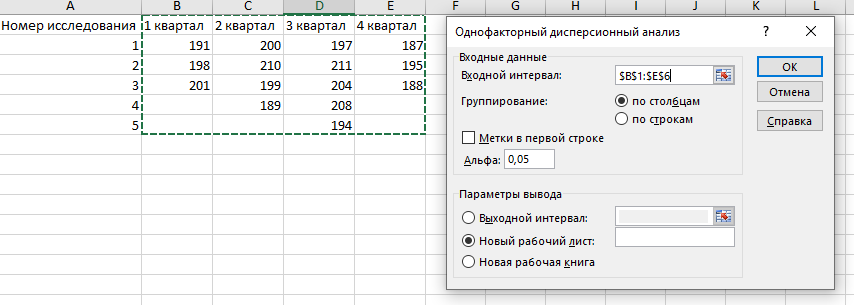 A B C D E F G H I J K L
Номер исследования 1 квартал 2 квартал 3 квартал 4 квартал
1 191 200 197 187
2 198 210 211 195
3 201 199 204 188
4 189 208
5 194
Однофакторный дисперсионный анализ ? ×
Входные данные
Входной интервал: $B$1:$E$6
Группирование: по столбцам
по строкам
Метки в первой строке
Альфа: 0,05
OK
Отмена
Справка
Параметры вывода
Выходной интервал:
Новый рабочий лист:
Новая рабочая книга